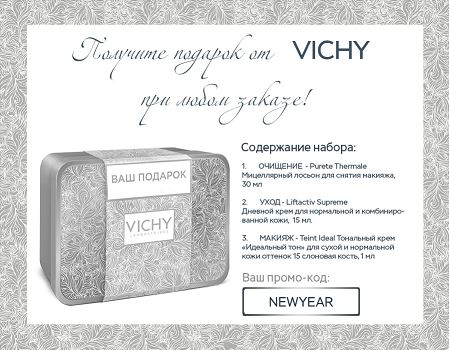 Получите подарок от VICHY
при любом заказе!
Содержание набора:
1. ОЧИЩЕНИЕ - Purete Thermale
Мицеллярный лосьон для снятия макияжа,
30 мл
2. УХОД - Liftactiv Supreme
Дневной крем для нормальной и комбиниро-
ванной кожи, 15 мл.
3. МАКИЯЖ - Teint Ideal Тональный крем
«Идеальный тон» для сухой и нормальной
кожи оттенок 15 слоновая кость, 1 мл
Ваш промо-код:
NEWYEAR
ВАШ ПОДАРОК
VICHY
LABORATOIRES